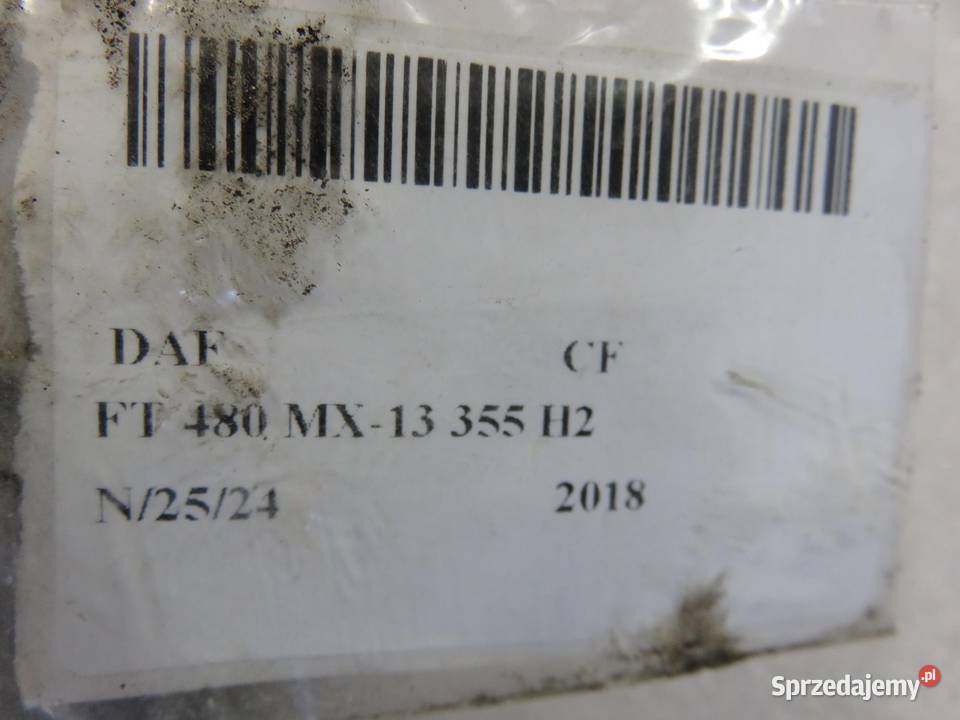 DAF CF
FT 480 MX-13 355 H2
N/25/24 2018
Sprzedajemy.pl